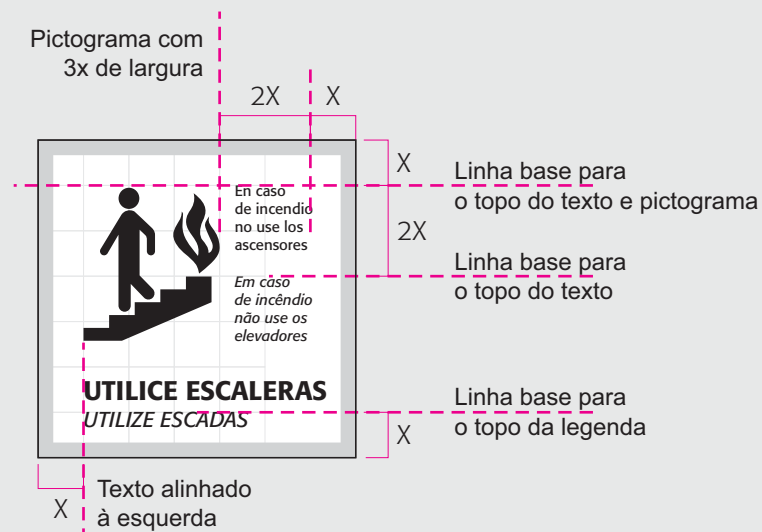 Pictograma com
3x de largura
2X
X
X
Linha base para
o topo do texto e pictograma
2X
Linha base para
o topo do texto
En caso
de incendio
no use los
ascensores
Em caso
de incêndio
não use os
elevadores
UTILICE ESCALERAS
UTILIZE ESCADAS
Linha base para
o topo da legenda
X
X
Texto alinhado
à esquerda